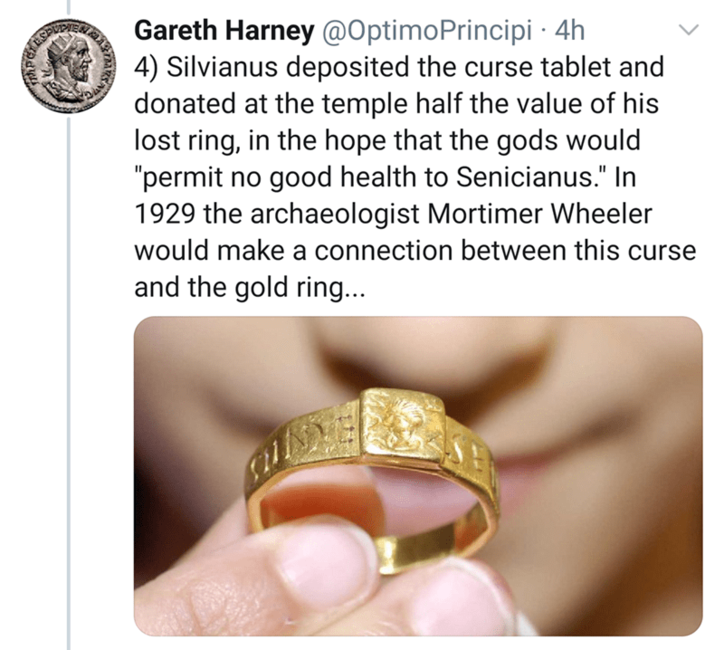 Gareth Harney @OptimoPrincipi · 4h
4) Silvianus deposited the curse tablet and
donated at the temple half the value of his
lost ring, in the hope that the gods would
"permit no good health to Senicianus." In
1929 the archaeologist Mortimer Wheeler
would make a connection between this curse
and the gold ring...